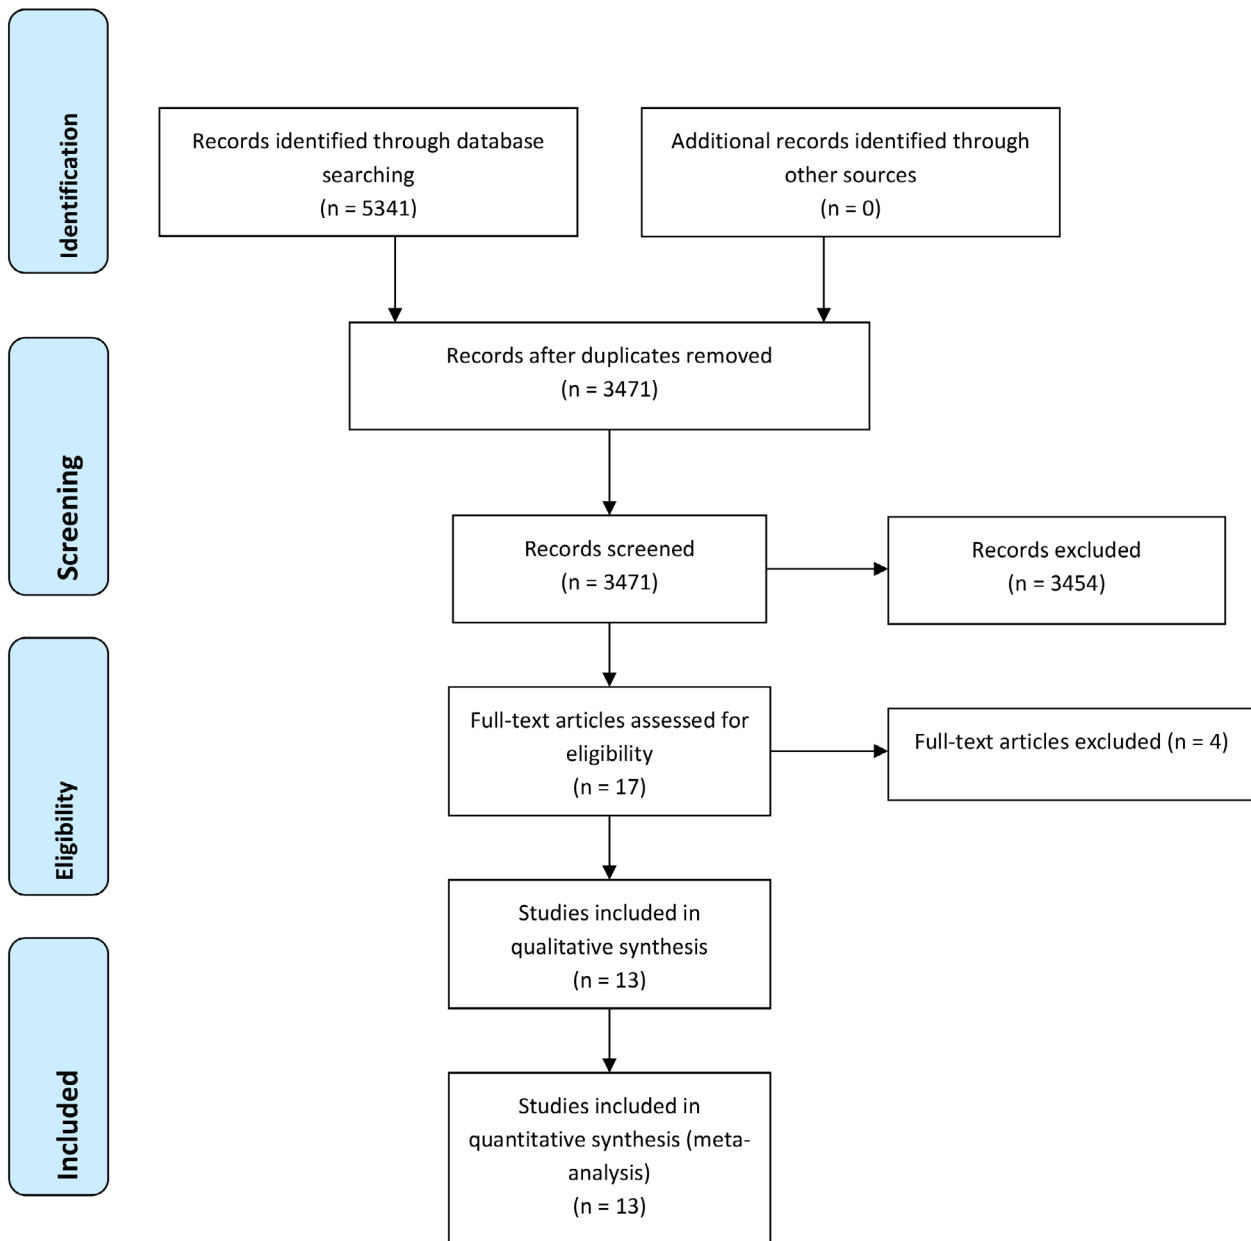 Identification
Records identified through database
searching
(n = 5341)
Additional records identified through
other sources
(n = 0)
Screening
Records after duplicates removed
(n = 3471)
Records screened
(n = 3471)
Records excluded
(n = 3454)
Eligibility
Full-text articles assessed for
eligibility
(n = 17)
Full-text articles excluded (n = 4)
Studies included in
qualitative synthesis
(n = 13)
Included
Studies included in
quantitative synthesis (meta-
analysis)
(n = 13)